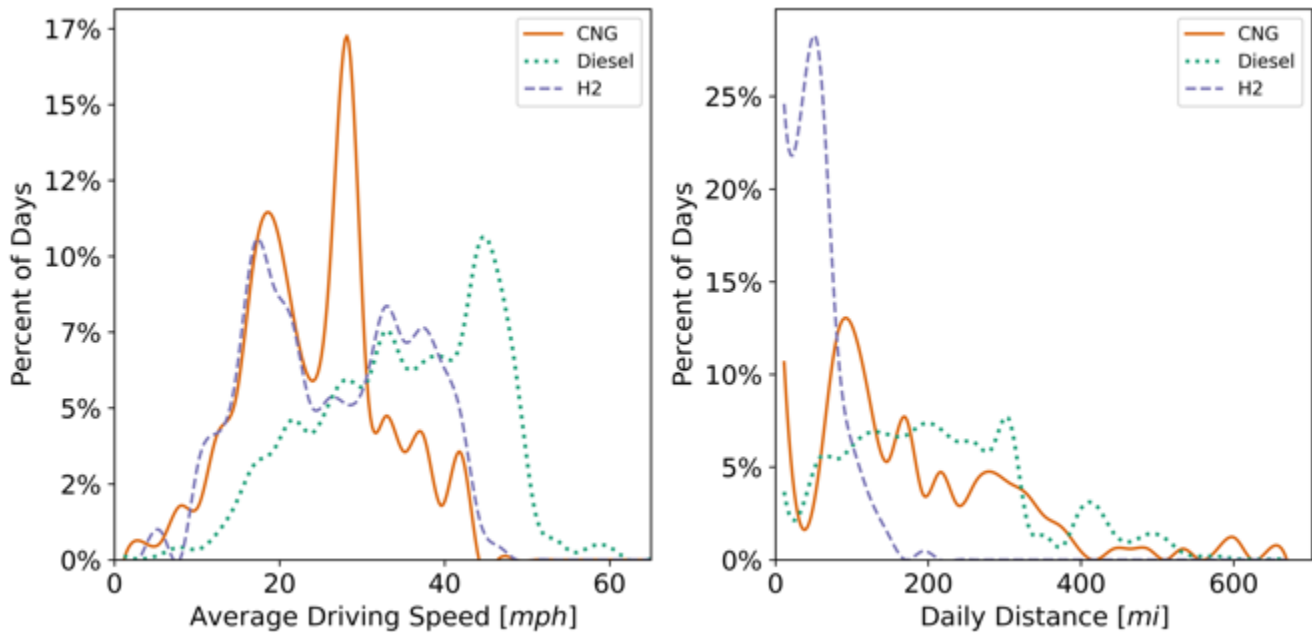 17%
15%
12%
10%
7%
5%
2%
0%
Percent of Days
0
20
40
60
Average Driving Speed [mph]
CNG
Diesel
H2
25%
20%
15%
10%
5%
0%
Percent of Days
0
200
400
600
Daily Distance [mi]
CNG
Diesel
H2